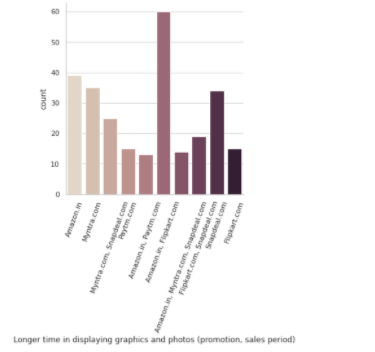 60
50
40
30
20
10
0
count
Amazon.in
Myntra.com
Myntra.com, Snapdeal.com
Paytm.com
Amazon.in, Paytm.com
Amazon.in, Flipkart.com
Amazon.in, Myntra.com, Snapdeal.com
Flipkart.com, Snapdeal.com
Snapdeal.com
Flipkart.com
Longer time in displaying graphics and photos (promotion, sales period)